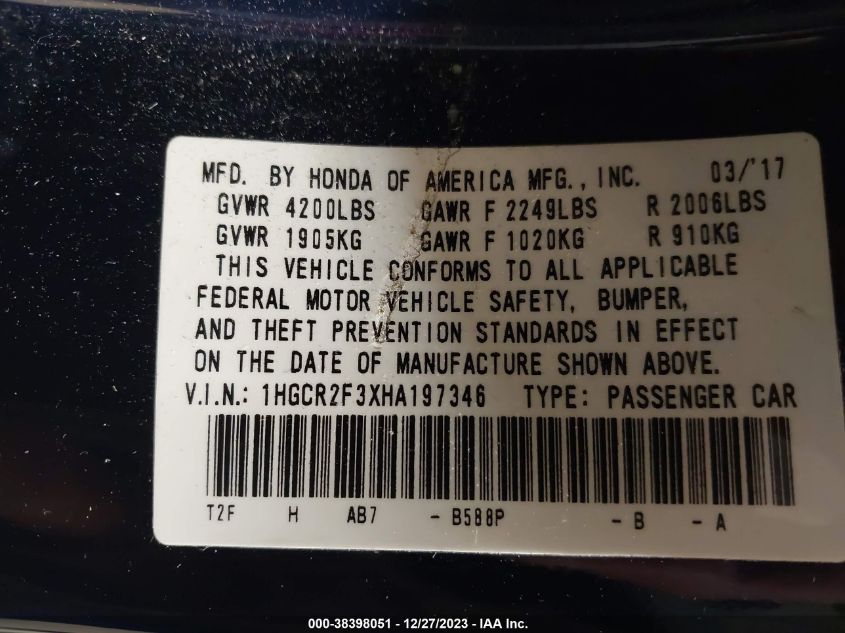 MFD. BY HONDA OF AMERICA MFG., INC. 03/'17
GVWR 4200LBS GAWR F 2249LBS R 2006LBS
GVWR 1905KG GAWR F 1020KG R 910KG
THIS VEHICLE CONFORMS TO ALL APPLICABLE
FEDERAL MOTOR VEHICLE SAFETY, BUMPER,
AND THEFT PREVENTION STANDARDS IN EFFECT
ON THE DATE OF MANUFACTURE SHOWN ABOVE.
V.I.N.: 1HGCR2F3XHA197346 TYPE: PASSENGER CAR
T2F H AB7 - B588P - B - A
000-38398051 - 12/27/2023 - IAA Inc.